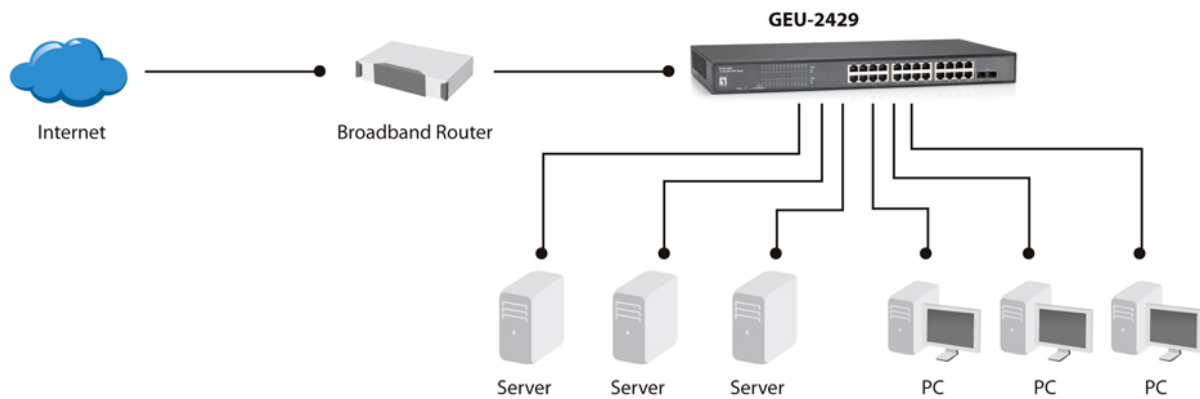 GEU-2429
Internet
Broadband Router
Server
Server
Server
PC
PC
PC